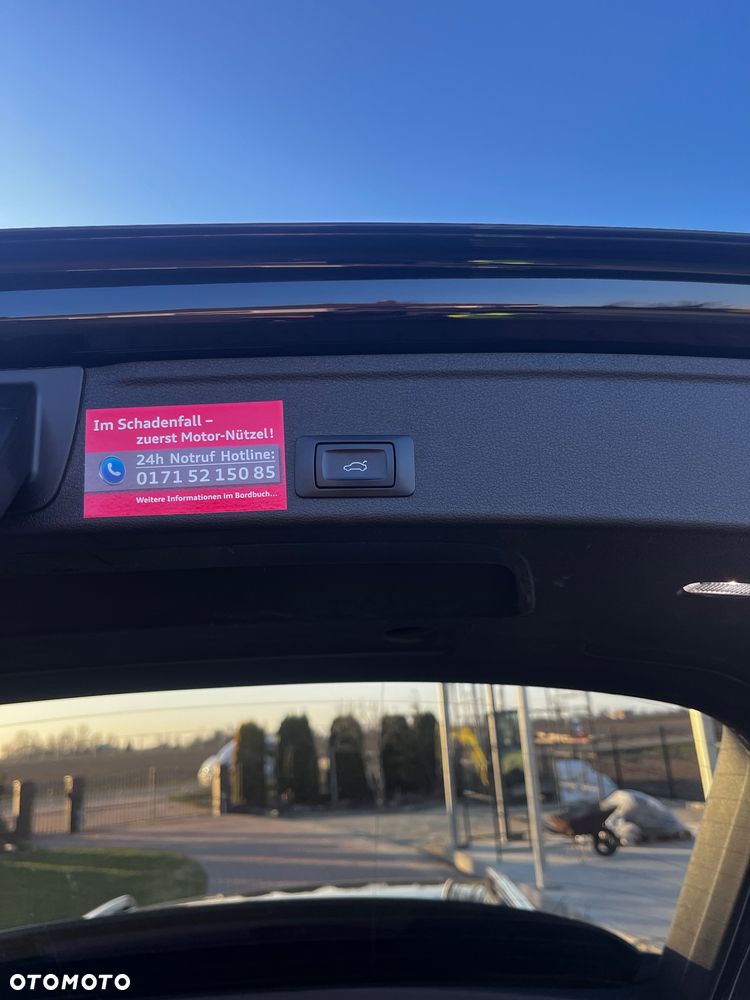 Im Schadenfall –
zuerst Motor-Nützel!
24h Notruf Hotline:
0171 52 150 85
Weitere Informationen im Bordbuch...
OTOMOTO